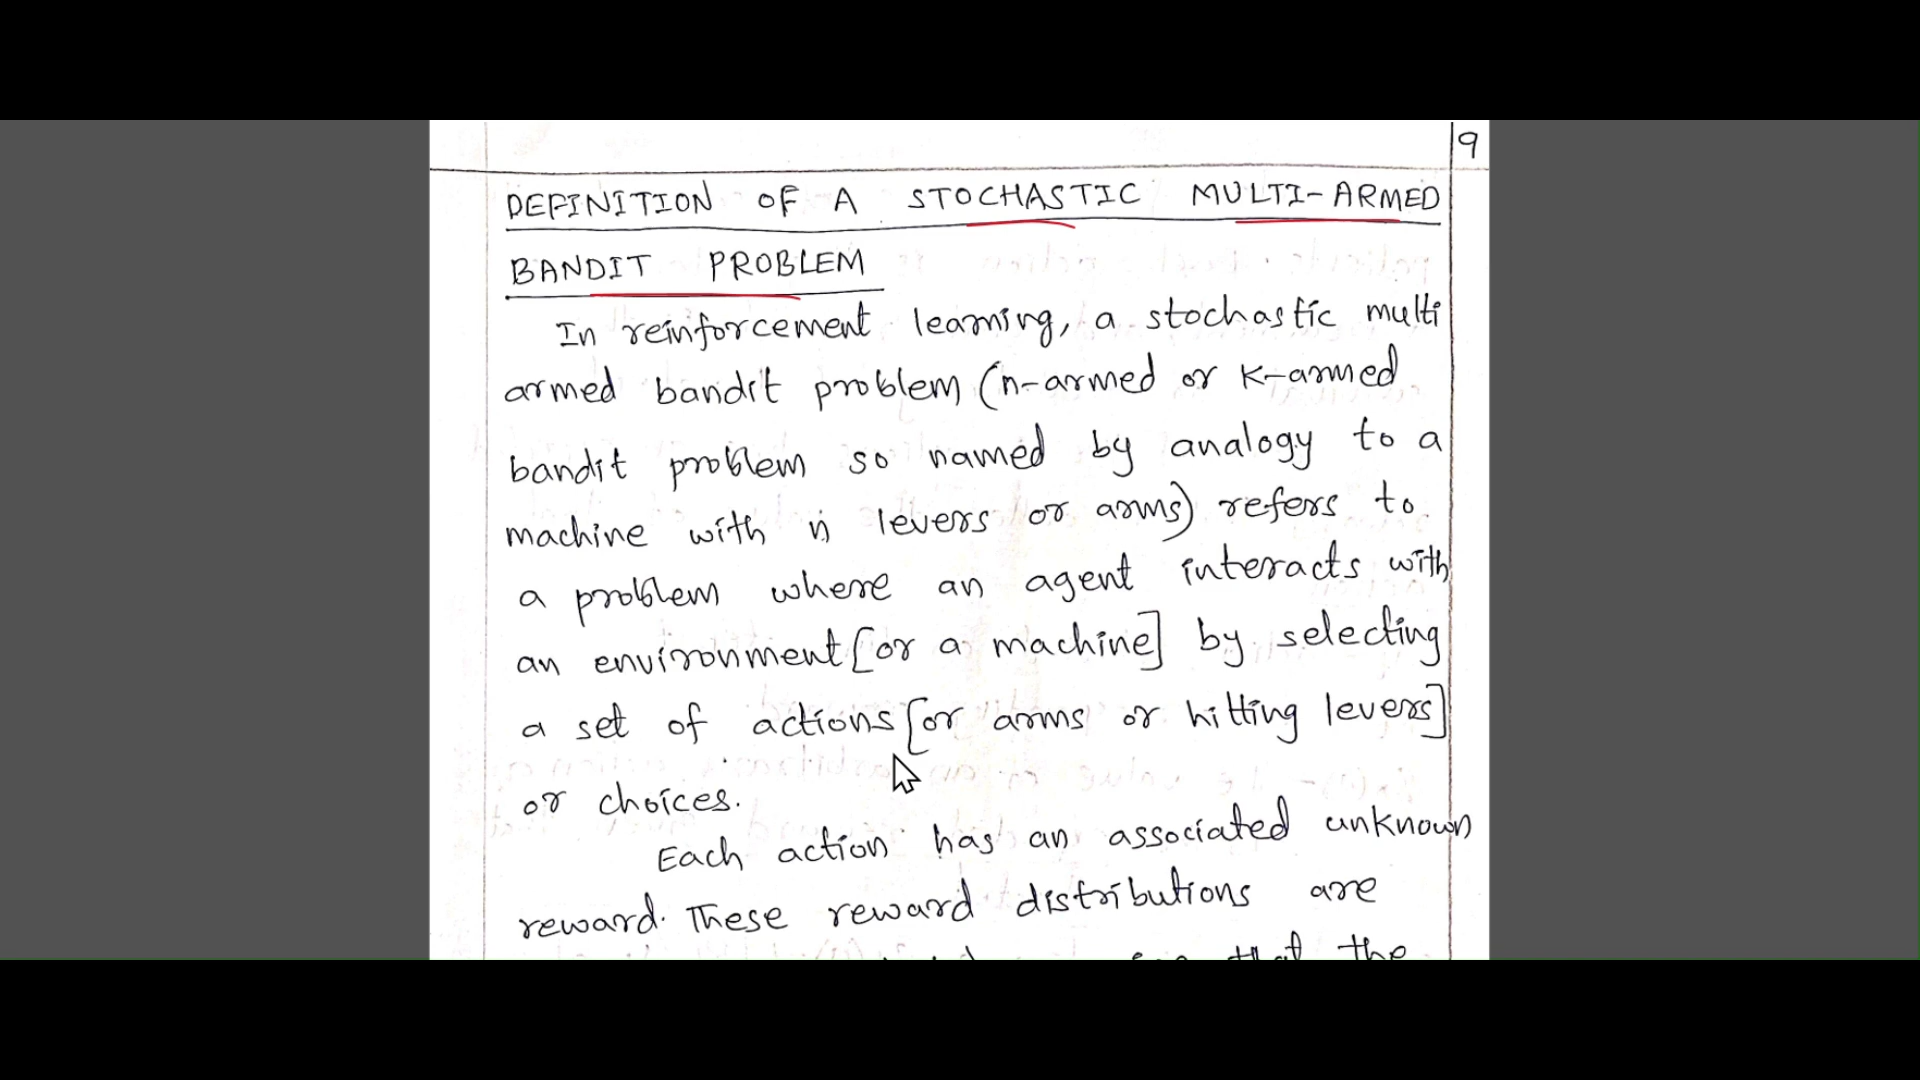 9
DEFINITION OF A STOCHASTIC MULTI-ARMED
BANDIT PROBLEM
In reinforcement learning, a stochastic multi
armed bandit problem (n-armed or K-armed
bandit problem so named by analogy to a
machine with n levers or arms) refers to
a problem where an agent interacts with
an environment [or a machine] by selecting
a set of actions [or arms or hitting levers]
or choices.
Each action has an associated unknown
reward. These reward distributions are
that the